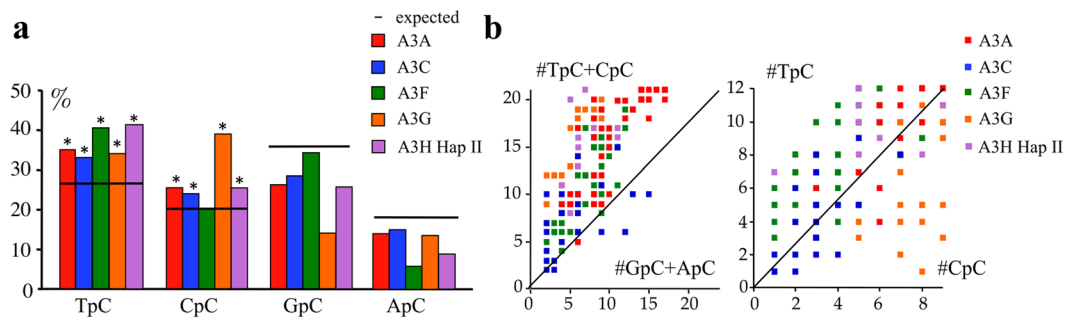 a
expected
A3A
A3C
A3F
A3G
A3H Hap II
%
50
40
30
20
10
0
* * * * *
* * * *
TpC CpC GpC ApC
b
#TpC+CpC
20
15
10
5
0 5 10 15 20
#GpC+ApC
#TpC
12
10
8
6
4
2
0 2 4 6 8
#CpC
A3A
A3C
A3F
A3G
A3H Hap II